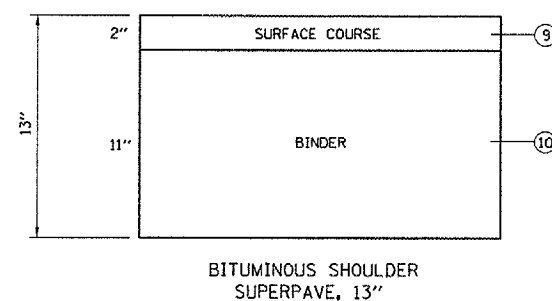 2"
SURFACE COURSE
9
13"
11"
BINDER
10
BITUMINOUS SHOULDER
SUPERPAVE, 13"